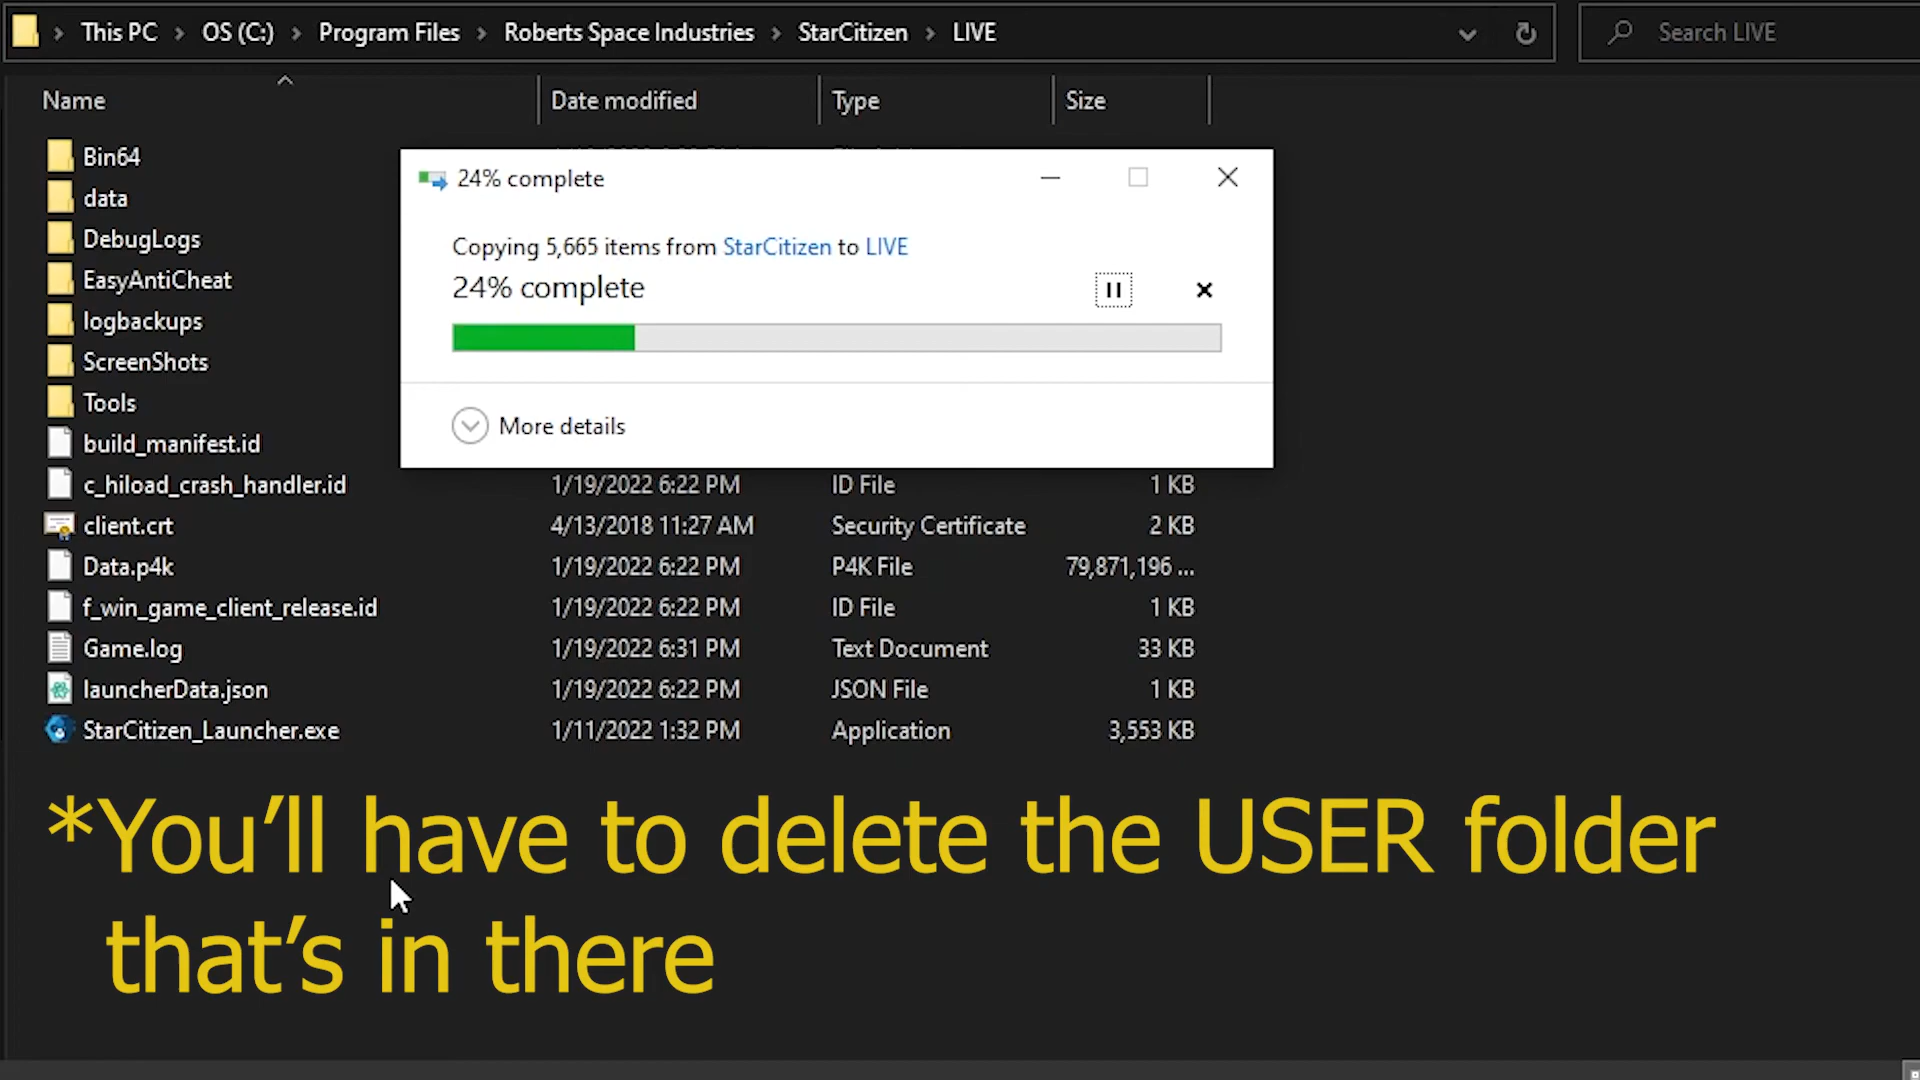 This PC > OS (C:) > Program Files > Roberts Space Industries > StarCitizen > LIVE
Search LIVE
Name Date modified Type Size
Bin64
data
DebugLogs
EasyAntiCheat
logbackups
ScreenShots
Tools
build_manifest.id
24% complete
Copying 5,665 items from StarCitizen to LIVE
24% complete
More details
c_hiload_crash_handler.id 1/19/2022 6:22 PM ID File 1 KB
client.crt 4/13/2018 11:27 AM Security Certificate 2 KB
Data.p4k 1/19/2022 6:22 PM P4K File 79,871,196 ...
f_win_game_client_release.id 1/19/2022 6:22 PM ID File 1 KB
Game.log 1/19/2022 6:31 PM Text Document 33 KB
launcherData.json 1/19/2022 6:22 PM JSON File 1 KB
StarCitizen_Launcher.exe 1/11/2022 1:32 PM Application 3,553 KB
*You’ll have to delete the USER folder
that’s in there